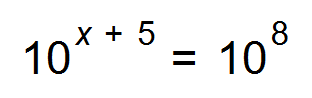 10^{x + 5} = 10^{8}